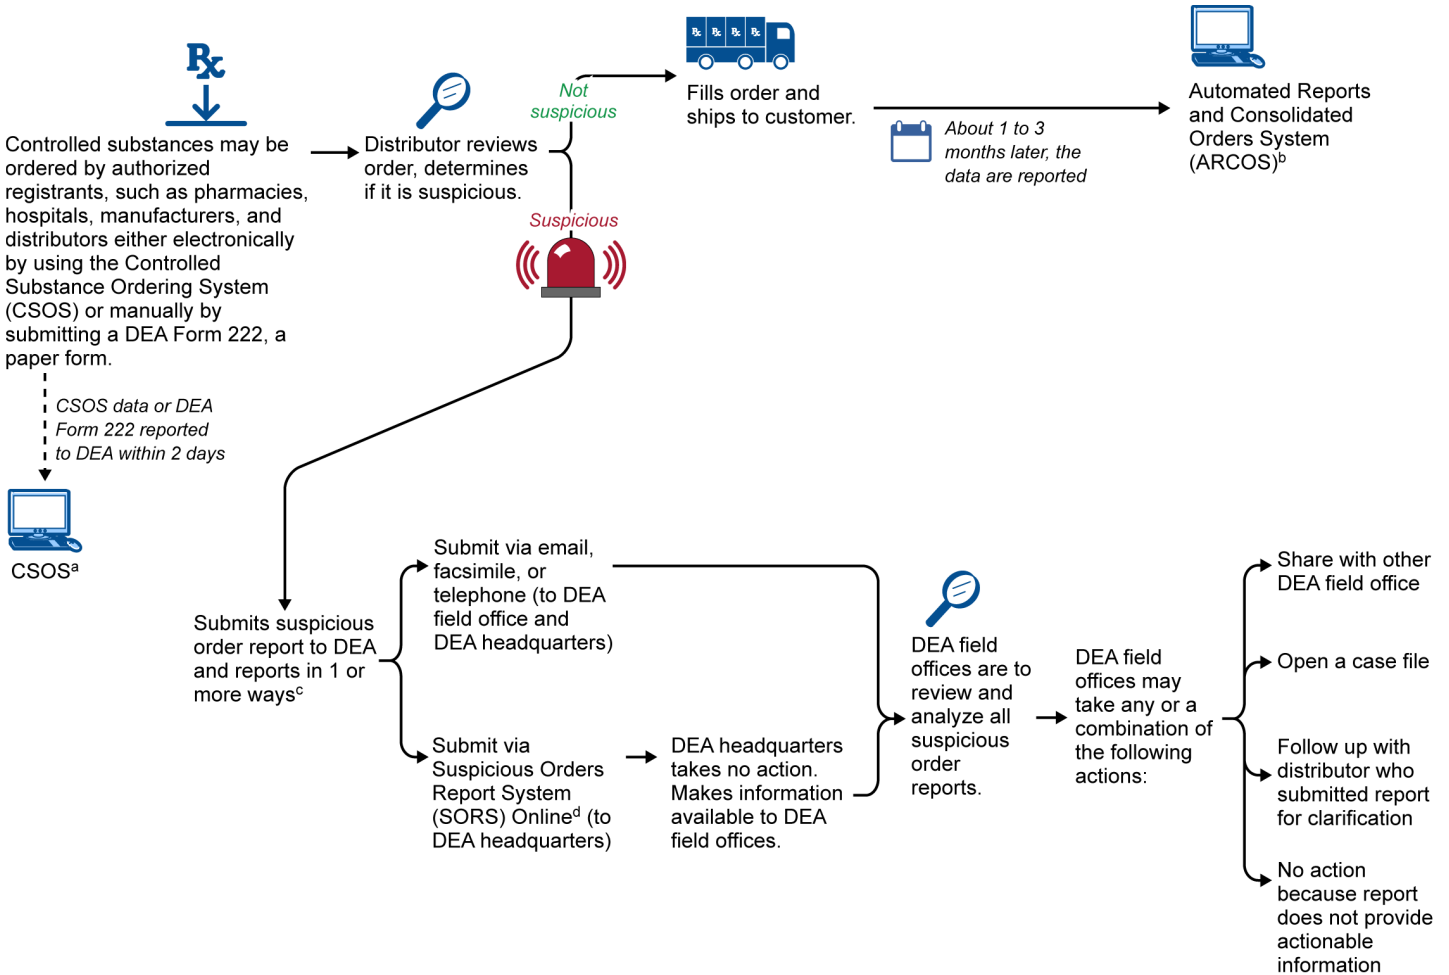 Rx
Controlled substances may be
ordered by authorized
registrants, such as pharmacies,
hospitals, manufacturers, and
distributors either electronically
by using the Controlled
Substance Ordering System
(CSOS) or manually by
submitting a DEA Form 222, a
paper form.
CSOS data or DEA
Form 222 reported
to DEA within 2 days
CSOSa
Distributor reviews
order, determines
if it is suspicious.
Not
suspicious
Suspicious
Rx Rx Rx Rx
Fills order and
ships to customer.
About 1 to 3
months later, the
data are reported
Automated Reports
and Consolidated
Orders System
(ARCOS)b
Submits suspicious
order report to DEA
and reports in 1 or
more waysc
Submit via email,
facsimile, or
telephone (to DEA
field office and
DEA headquarters)
Submit via
Suspicious Orders
Report System
(SORS) Onlined (to
DEA headquarters)
DEA headquarters
takes no action.
Makes information
available to DEA
field offices.
DEA field
offices are to
review and
analyze all
suspicious
order
reports.
DEA field
offices may
take any or a
combination of
the following
actions:
Share with other
DEA field office
Open a case file
Follow up with
distributor who
submitted report
for clarification
No action
because report
does not provide
actionable
information